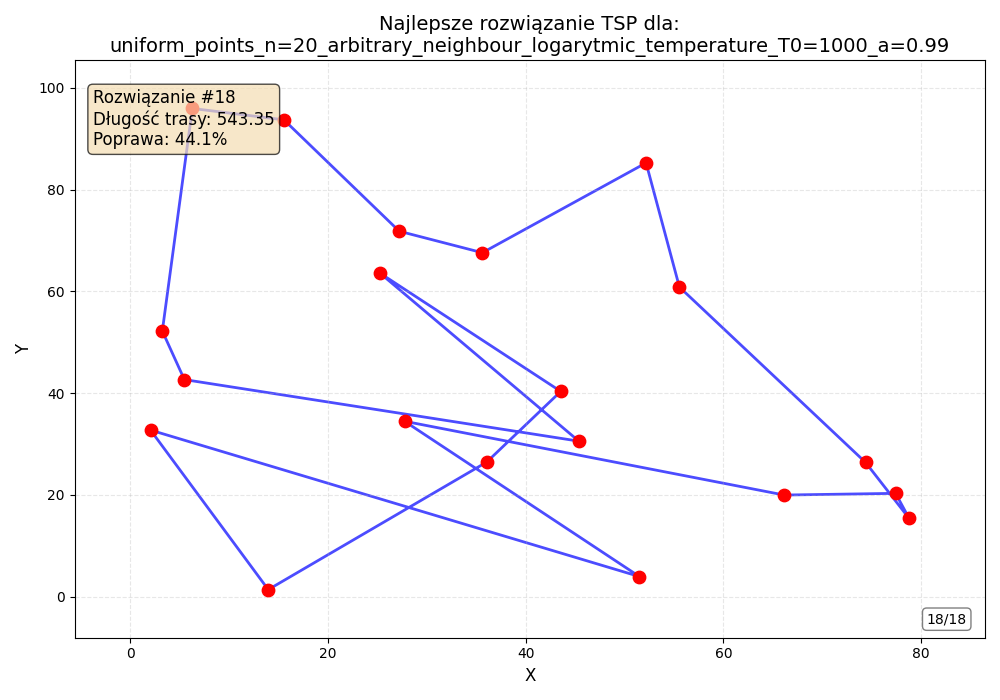 Najlepsze rozwiązanie TSP dla:
uniform_points_n=20_arbitrary_neighbour_logarytmic_temperature_T0=1000_a=0.99
Rozwiązanie #18
Długość trasy: 543.35
Poprawa: 44.1%
100
80
60
40
20
0
Y
18/18
0 20 40 60 80
X